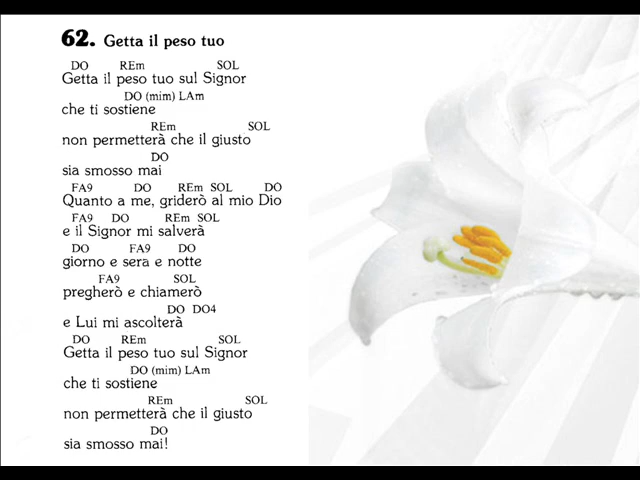 62. Getta il peso tuo
DO REm SOL
Getta il peso tuo sul Signor
DO (mim) LAm
che ti sostiene
REm SOL
non permetterà che il giusto
DO
sia smosso mai
FA9 DO REm SOL DO
Quanto a me, griderò al mio Dio
FA9 DO REm SOL
e il Signor mi salverà
DO FA9 DO
giorno e sera e notte
FA9 SOL
pregherò e chiamerò
DO DO4
e Lui mi ascolterà
DO REm SOL
Getta il peso tuo sul Signor
DO (mim) LAm
che ti sostiene
REm SOL
non permetterà che il giusto
DO
sia smosso mai!